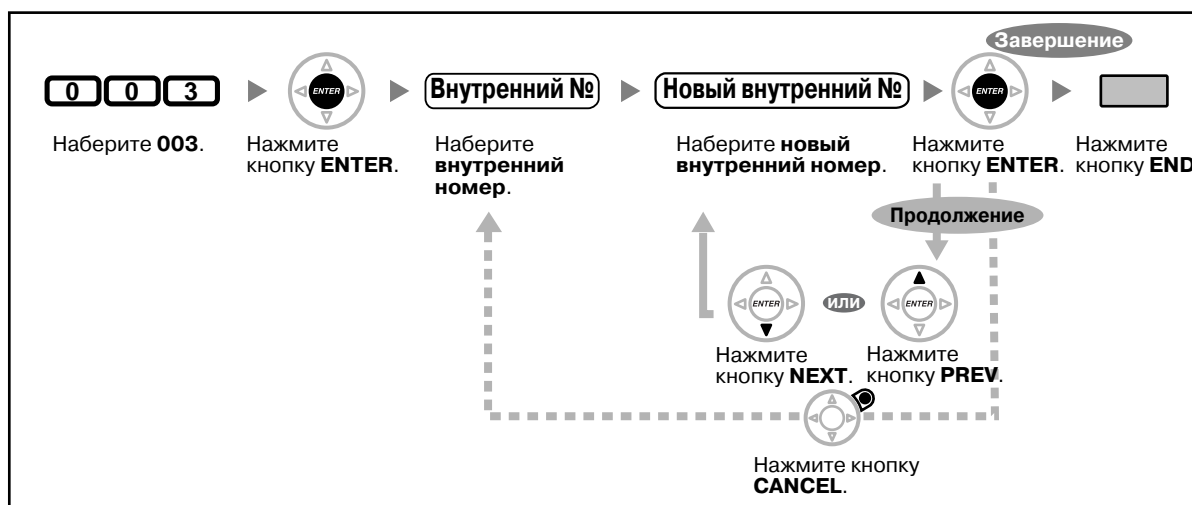 Завершение
0 0 3 ENTER Внутренний № Новый внутренний № ENTER
Наберите 003.
Нажмите
кнопку ENTER.
Наберите
внутренний
номер.
Наберите новый
внутренний номер.
Нажмите
кнопку ENTER.
Нажмите
кнопку END
Продолжение
ENTER ИЛИ ENTER
Нажмите
кнопку NEXT.
Нажмите
кнопку PREV.
Нажмите кнопку
CANCEL.